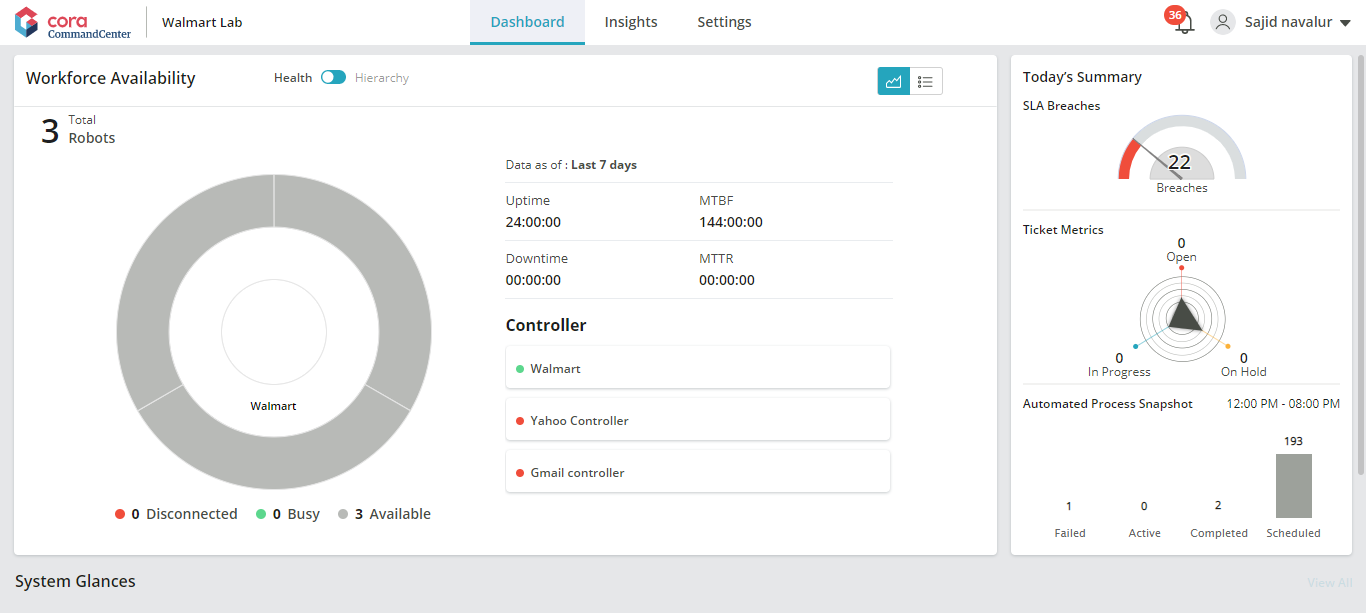 cora
CommandCenter
Walmart Lab
Dashboard
Insights
Settings
36
Sajid navalur
Workforce Availability
Health
Hierarchy
3
Total
Robots
Walmart
0 Disconnected
0 Busy
3 Available
Data as of : Last 7 days
Uptime
24:00:00
MTBF
144:00:00
Downtime
00:00:00
MTTR
00:00:00
Controller
Walmart
Yahoo Controller
Gmail controller
Today's Summary
SLA Breaches
22
Breaches
Ticket Metrics
0
Open
0
In Progress
0
On Hold
Automated Process Snapshot
12:00 PM - 08:00 PM
1
Failed
0
Active
2
Completed
193
Scheduled
System Glances
View All